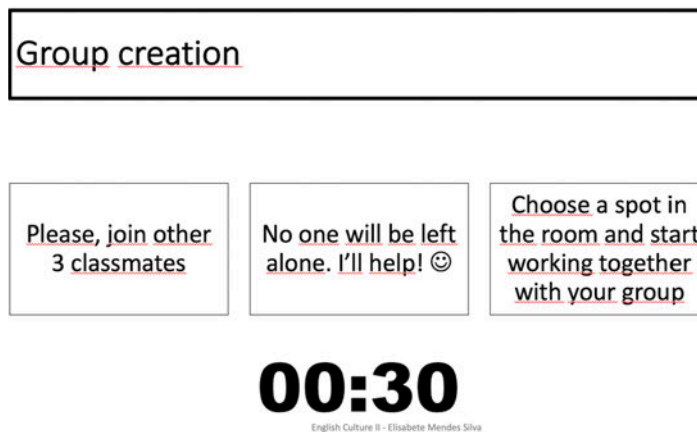 Group creation
Please, join other
3 classmates
No one will be left
alone. I'll help! ☺
Choose a spot in
the room and start
working together
with your group
00:30
English Culture II - Elisabete Mendes Silva